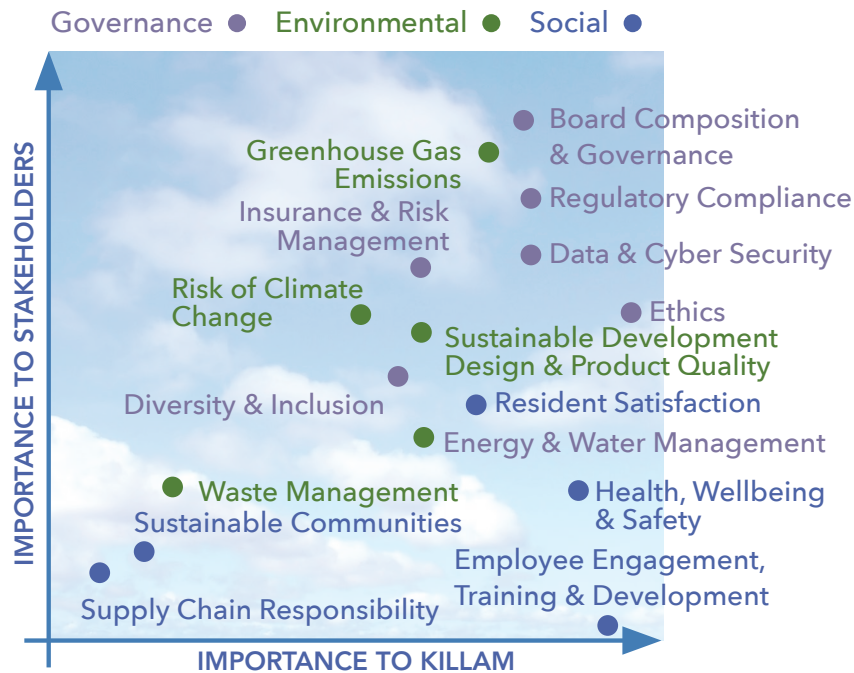 Governance Environmental Social
IMPORTANCE TO STAKEHOLDERS
Board Composition
& Governance
Greenhouse Gas
Emissions
Regulatory Compliance
Insurance & Risk
Management
Data & Cyber Security
Risk of Climate
Change
Ethics
Sustainable Development
Design & Product Quality
Diversity & Inclusion
Resident Satisfaction
Energy & Water Management
Waste Management
Health, Wellbeing
& Safety
Sustainable Communities
Employee Engagement,
Training & Development
Supply Chain Responsibility
IMPORTANCE TO KILLAM